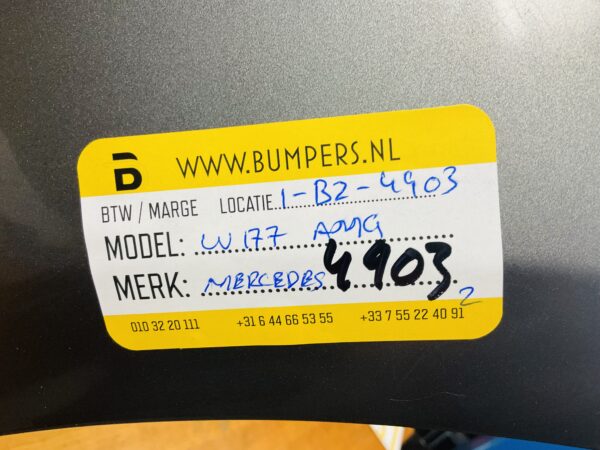 WWW.BUMPERS.NL
BTW / MARGE LOCATIE 1-B2-4903
MODEL: W177 AMG
MERK: MERCEDES 4903 2
010 32 20 111 +31 6 44 66 53 55 +33 7 55 22 40 91